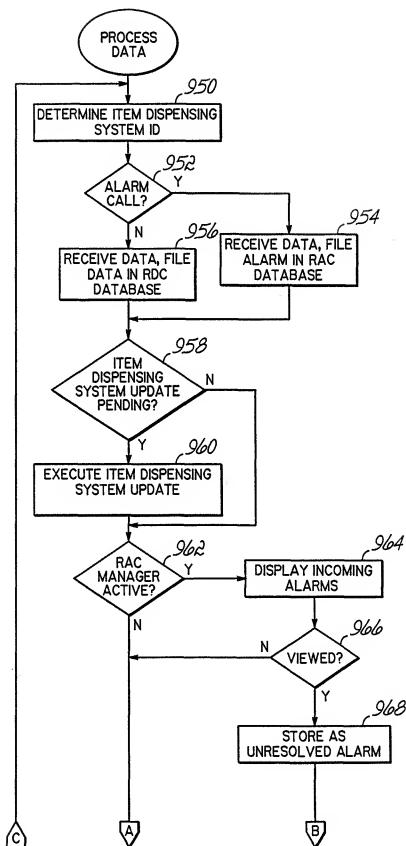 PROCESS
DATA
950
DETERMINE ITEM DISPENSING
SYSTEM ID
952
ALARM
CALL?
Y
N
956
954
RECEIVE DATA, FILE
DATA IN RDC
DATABASE
RECEIVE DATA, FILE
ALARM IN RAC
DATABASE
958
ITEM
DISPENSING
SYSTEM UPDATE
PENDING?
N
Y
960
EXECUTE ITEM DISPENSING
SYSTEM UPDATE
962
RAC
MANAGER
ACTIVE?
Y
N
964
DISPLAY INCOMING
ALARMS
966
VIEWED?
N
Y
968
STORE AS
UNRESOLVED ALARM
C
A
B